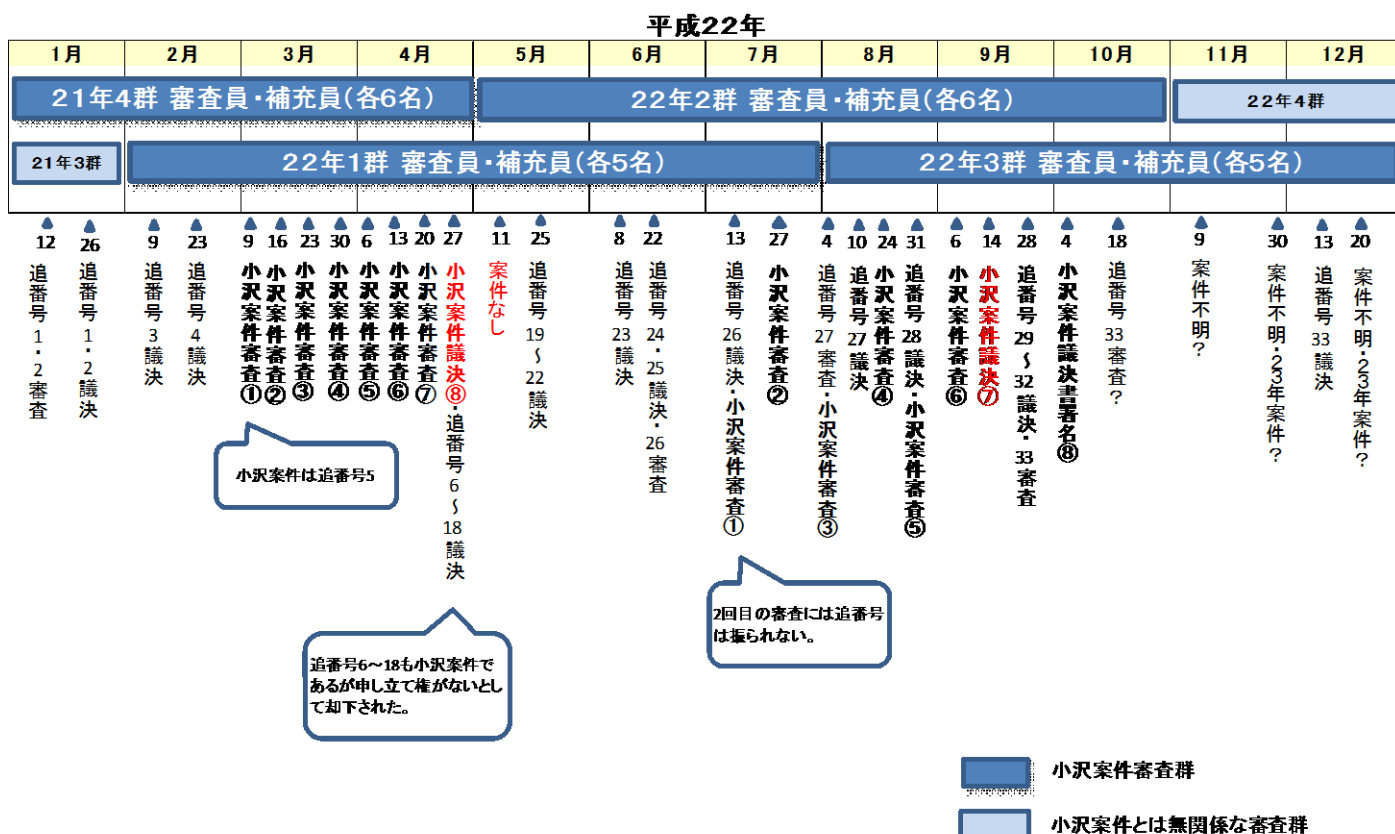 平成22年
1月
2月
3月
4月
5月
6月
7月
8月
9月
10月
11月
12月
21年4群 審査員・補充員(各6名)
22年2群 審査員・補充員(各6名)
22年4群
21年3群
22年1群 審査員・補充員(各5名)
22年3群 審査員・補充員(各5名)
12
追番号1・2審査
26
追番号1・2議決
9
追番号3議決
23
追番号4議決
9
小沢案件審査①
16
小沢案件審査②
23
小沢案件審査③
30
小沢案件審査④
6
小沢案件審査⑤
13
小沢案件審査⑥
20
小沢案件審査⑦
27
小沢案件議決⑧・追番号6～18議決
11
案件なし
25
追番号19～22議決
8
追番号23議決
22
追番号24・25議決・26審査
13
追番号26議決・小沢案件審査①
27
小沢案件審査②
4
追番号27審査・小沢案件審査③
10
追番号27議決
24
小沢案件審査④
31
追番号28議決・小沢案件審査⑤
6
小沢案件審査⑥
14
小沢案件議決⑦
28
追番号29～32議決・33審査
4
小沢案件議決書署名⑧
18
追番号33審査?
9
案件不明?
30
案件不明・23年案件?
13
追番号33議決
20
案件不明・23年案件?
小沢案件は追番号5
2回目の審査には追番号
は振られない。
追番号6～18も小沢案件で
あるが申し立て権がないとし
て却下された。
小沢案件審査群
小沢案件とは無関係な審査群